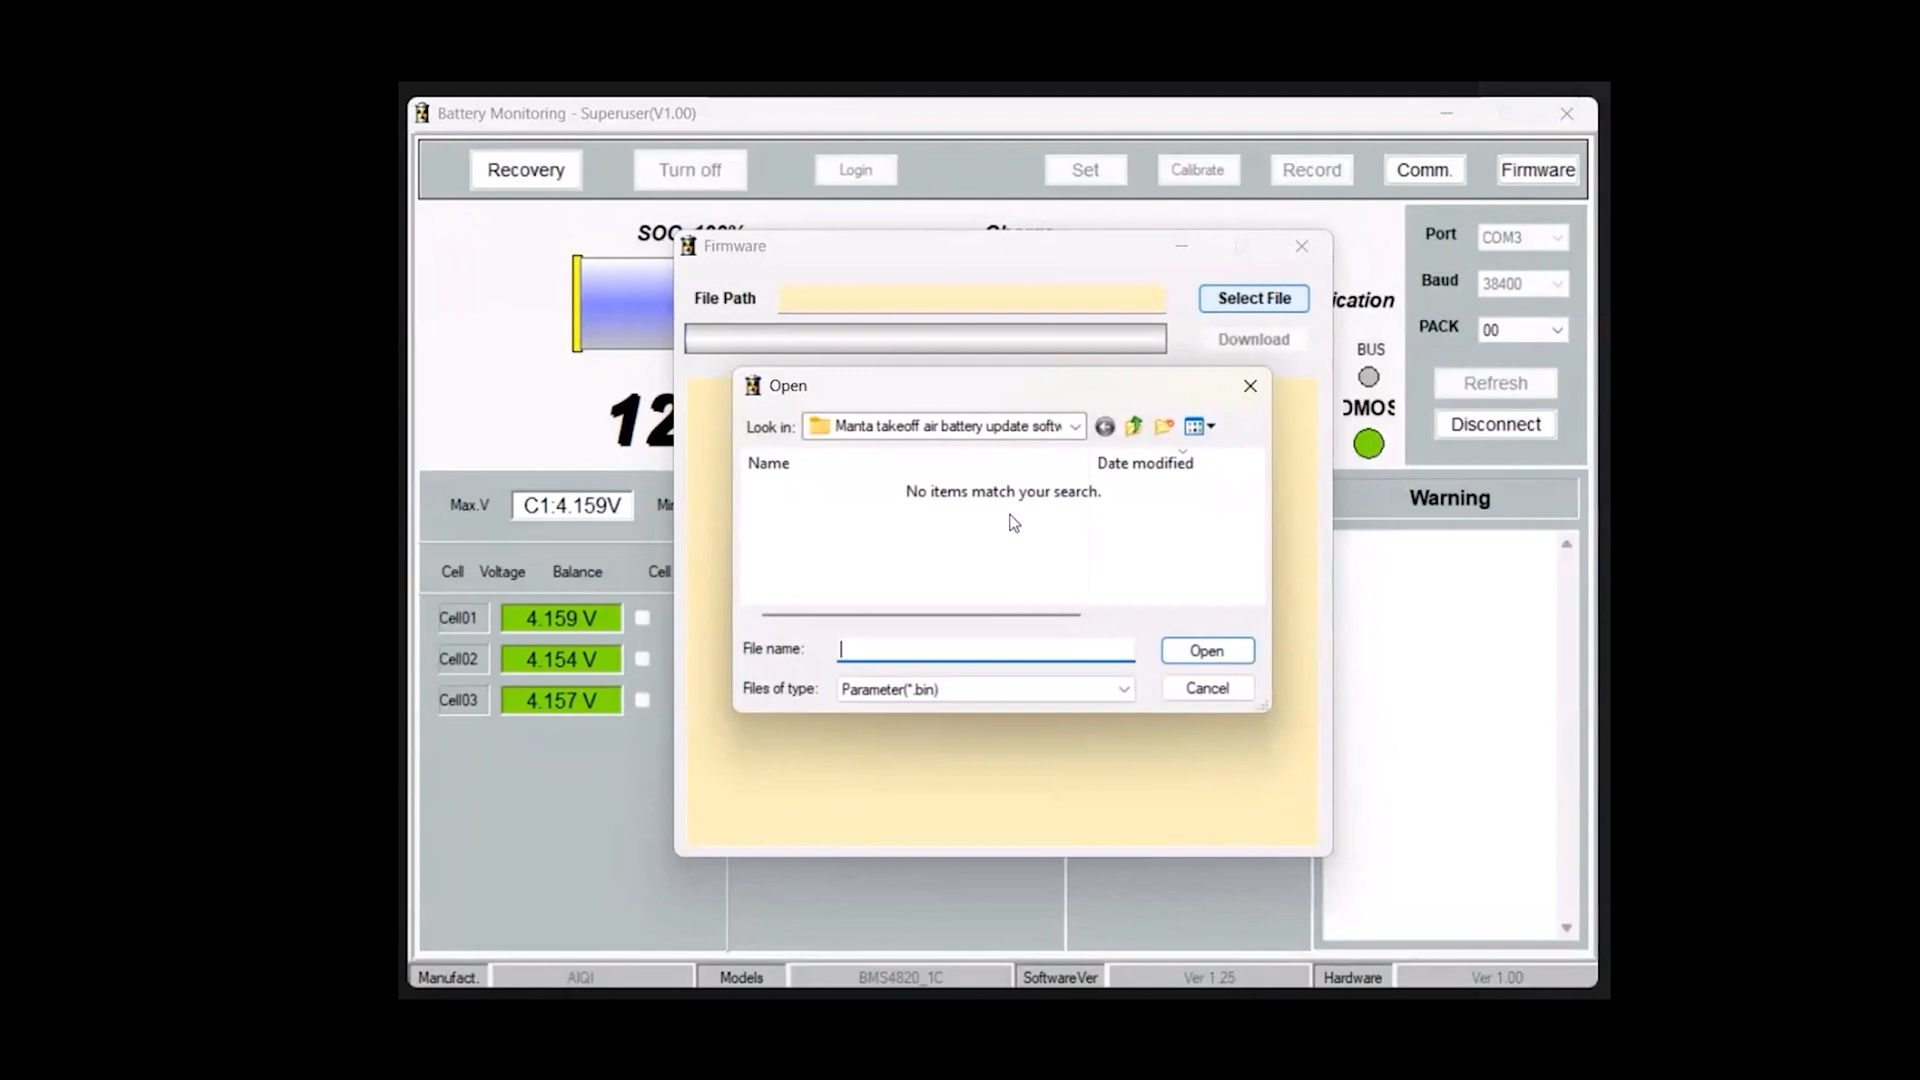 Battery Monitoring - Superuser(V1.00)
Recovery
Turn off
Login
Set
Calibrate
Record
Comm.
Firmware
Port
COM3
Baud
38400
PACK
00
BUS
Refresh
Disconnect
12
Firmware
File Path
Select File
Download
Open
Look in:
Manta takeoff air battery update softw
Name
Date modified
No items match your search.
File name:
Open
Files of type:
Parameter(*.bin)
Cancel
Max.V
C1:4.159V
Warning
Cell
Voltage
Balance
Cell
Cell01
4.159 V
Cell02
4.154 V
Cell03
4.157 V
Manufact.
AIQI
Models
BMS4820_1C
SoftwareVer
Ver 1.25
Hardware
Ver 1.00